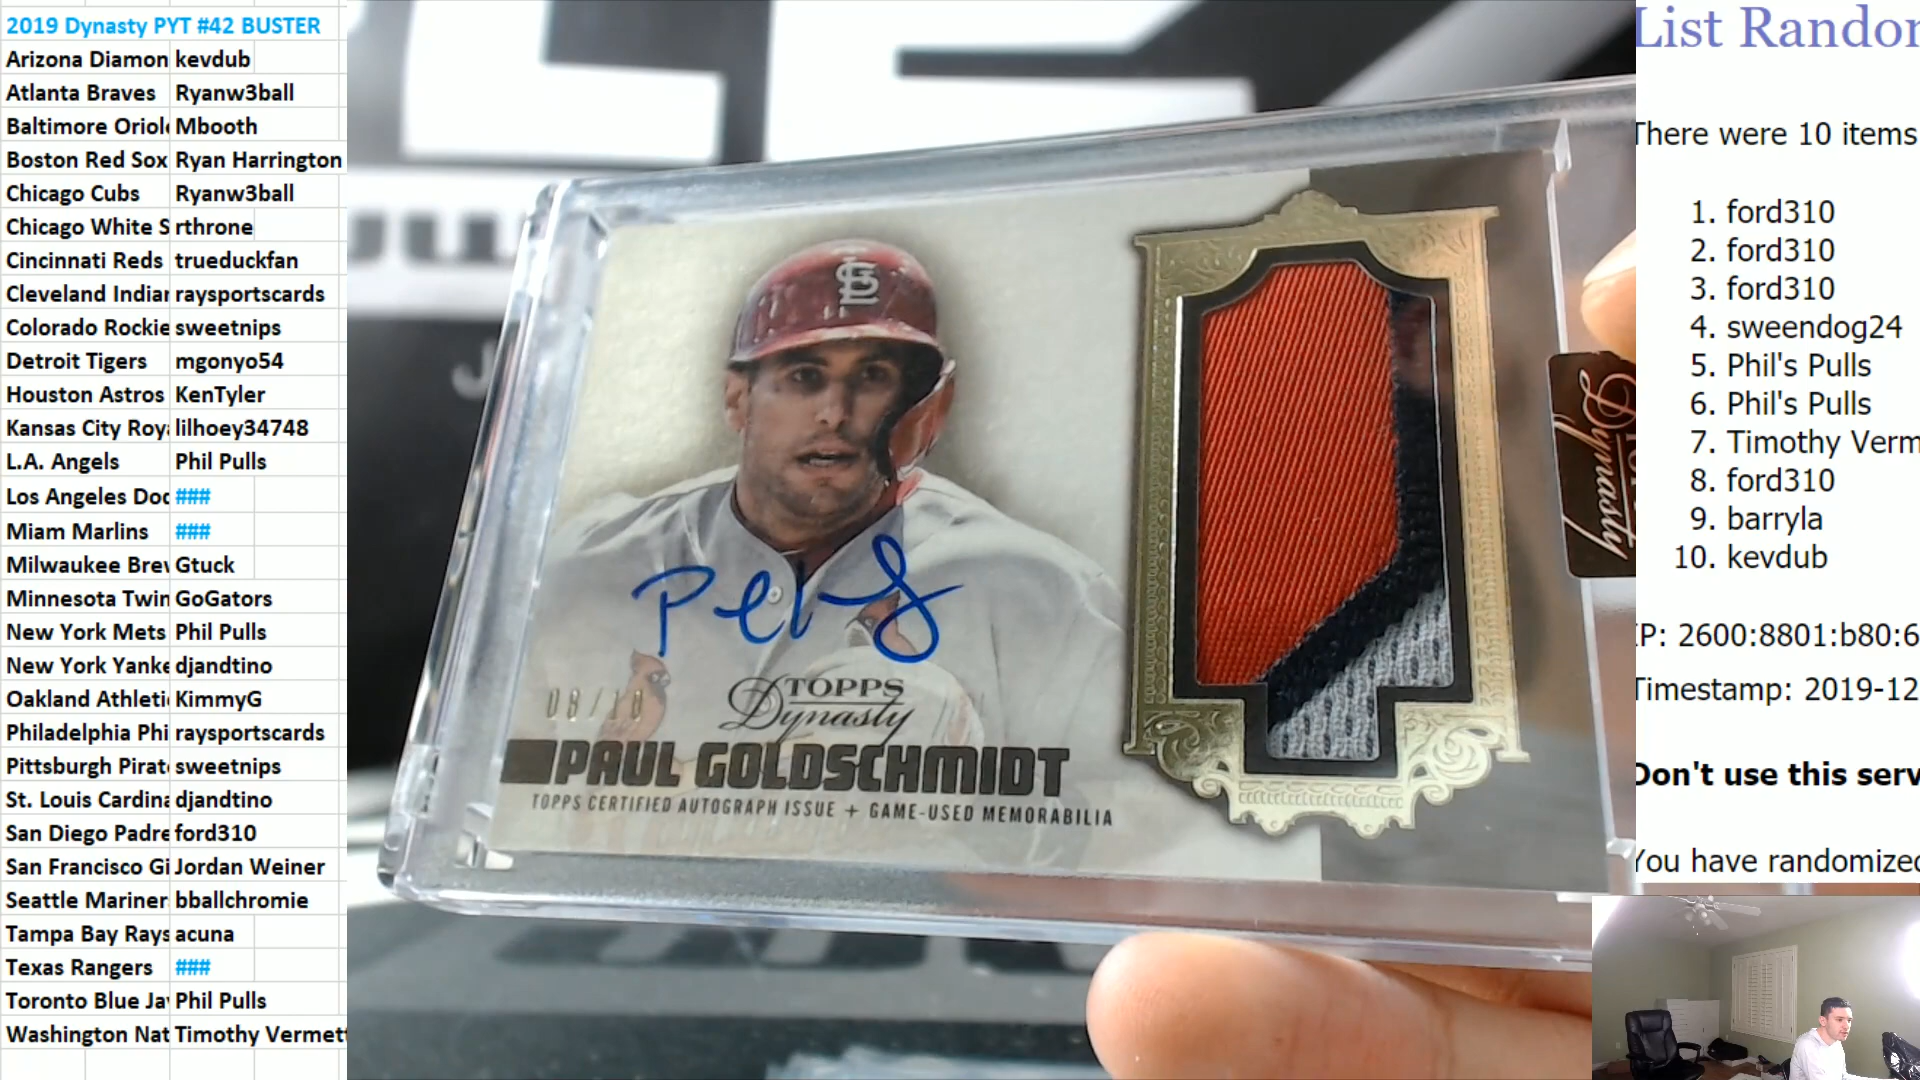 2019 Dynasty PYT #42 BUSTER
Arizona Diamon kevdub
Atlanta Braves Ryanw3ball
Baltimore Oriol Mbooth
Boston Red Sox Ryan Harrington
Chicago Cubs Ryanw3ball
Chicago White S rthrone
Cincinnati Reds trueduckfan
Cleveland Indian raysportscards
Colorado Rockie sweetnips
Detroit Tigers mgonyo54
Houston Astros KenTyler
Kansas City Roy lilhoey34748
L.A. Angels Phil Pulls
Los Angeles Dod ###
Miam Marlins ###
Milwaukee Brew Gtuck
Minnesota Twin GoGators
New York Mets Phil Pulls
New York Yanke djandtino
Oakland Athleti KimmyG
Philadelphia Phi raysportscards
Pittsburgh Pirat sweetnips
St. Louis Cardina djandtino
San Diego Padre ford310
San Francisco Gi Jordan Weiner
Seattle Mariner bballchromie
Tampa Bay Rays acuna
Texas Rangers ###
Toronto Blue Ja Phil Pulls
Washington Nat Timothy Vermett
STL
TOPPS
Dynasty
PAUL GOLDSCHMIDT
TOPPS CERTIFIED AUTOGRAPH ISSUE + GAME-USED MEMORABILIA
Dynasty
List Randor
There were 10 items
1. ford310
2. ford310
3. ford310
4. sweendog24
5. Phil's Pulls
6. Phil's Pulls
7. Timothy Verm
8. ford310
9. barryla
10. kevdub
IP: 2600:8801:b80:6
Timestamp: 2019-12
Don't use this serv
You have randomized